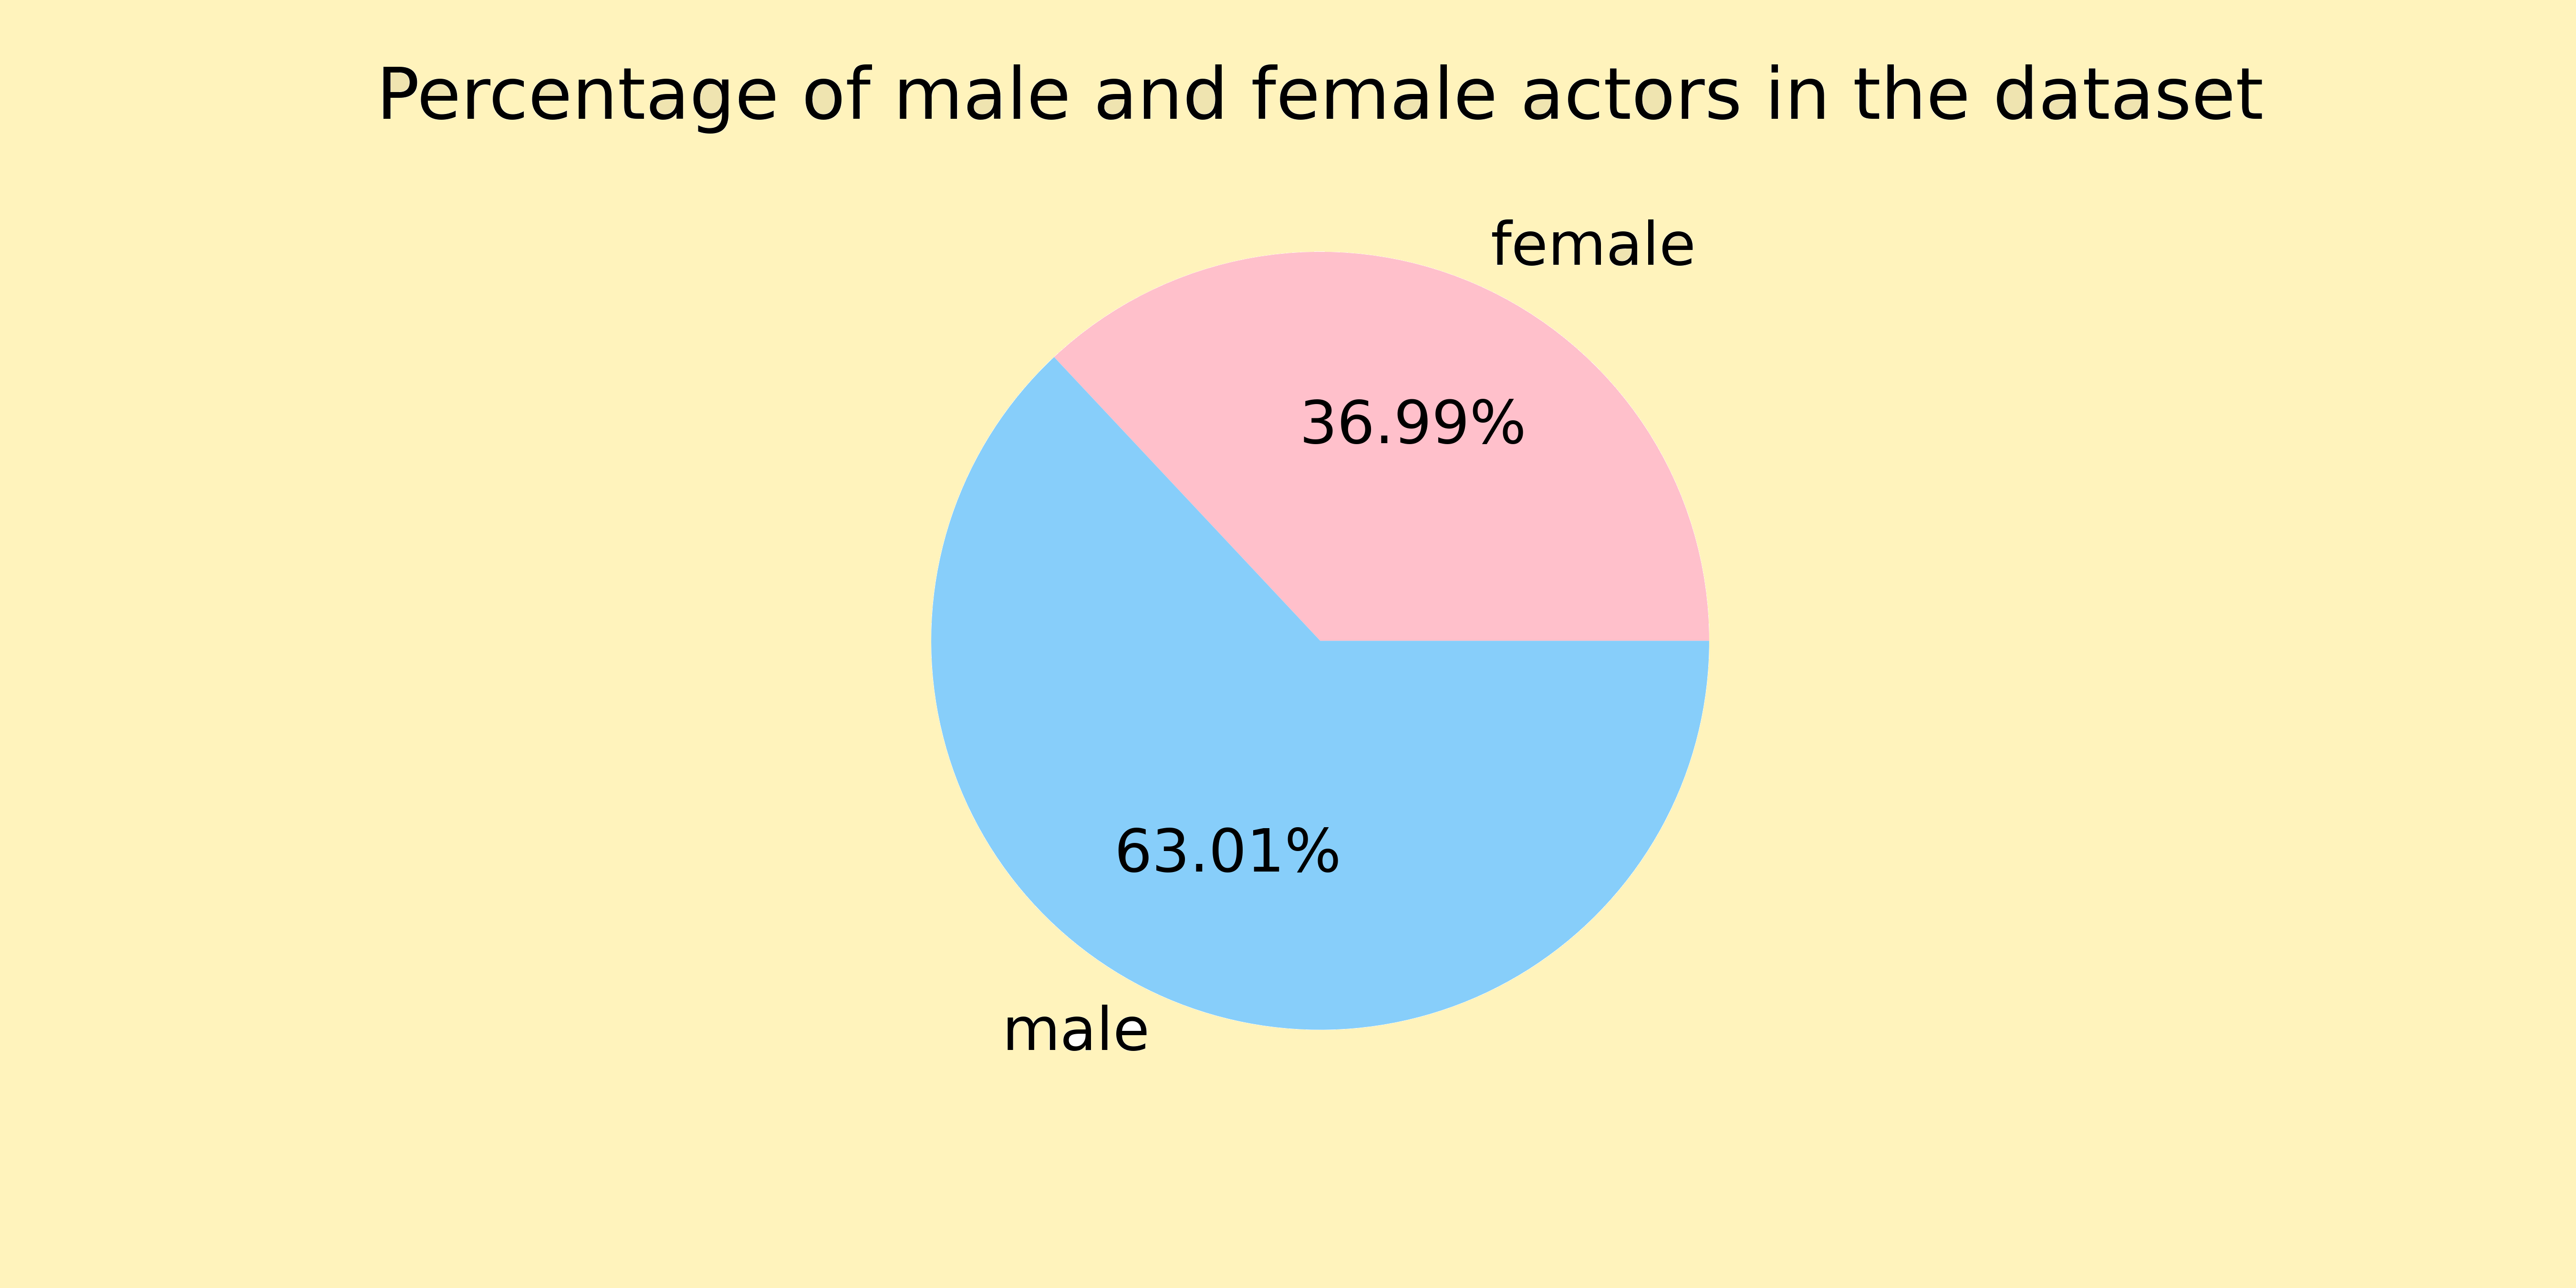 Percentage of male and female actors in the dataset
female
36.99%
63.01%
male